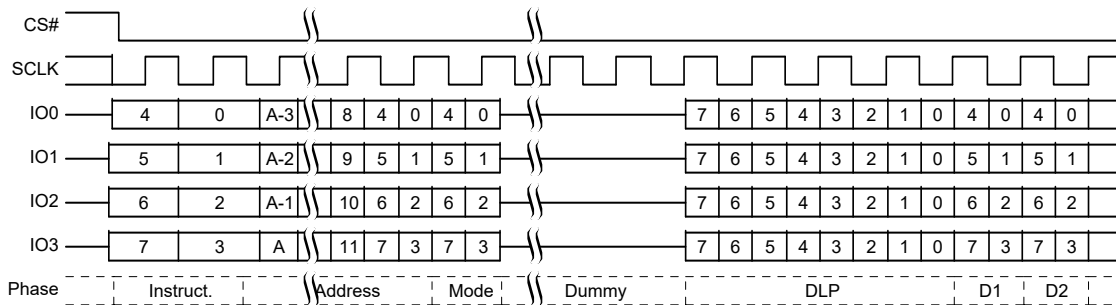 CS#
SCLK
IO0 4 0 A-3 8 4 0 4 0 7 6 5 4 3 2 1 0 4 0 4 0
IO1 5 1 A-2 9 5 1 5 1 7 6 5 4 3 2 1 0 5 1 5 1
IO2 6 2 A-1 10 6 2 6 2 7 6 5 4 3 2 1 0 6 2 6 2
IO3 7 3 A 11 7 3 7 3 7 6 5 4 3 2 1 0 7 3 7 3
Phase Instruct. Address Mode Dummy DLP D1 D2